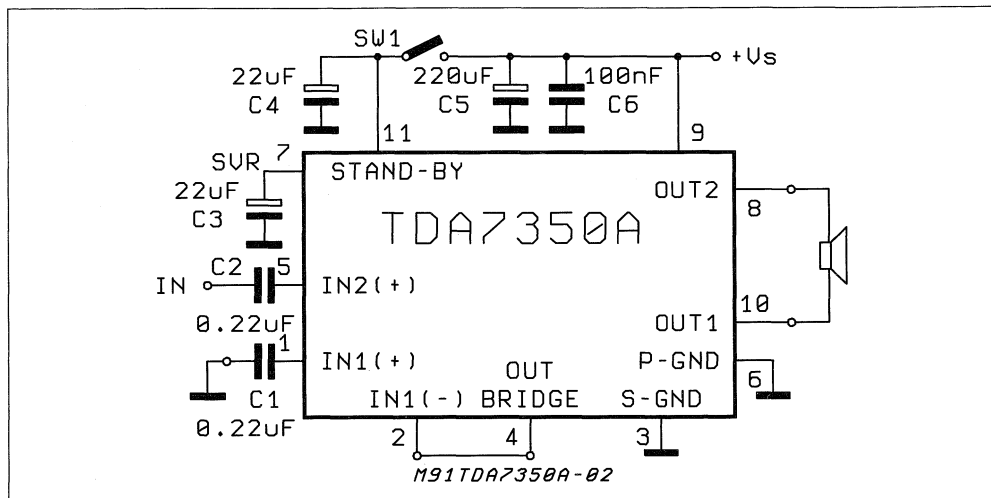 SW1
+Vs
22uF
C4
220uF
C5
100nF
C6
11
9
SVR 7
STAND-BY
22uF
C3
TDA7350A
OUT2
8
IN
C2
5
IN2(+)
0.22uF
10
OUT1
1
IN1(+)
C1
0.22uF
P-GND
6
OUT
IN1(-) BRIDGE
S-GND
2
4
3
M91TDA7350A-02